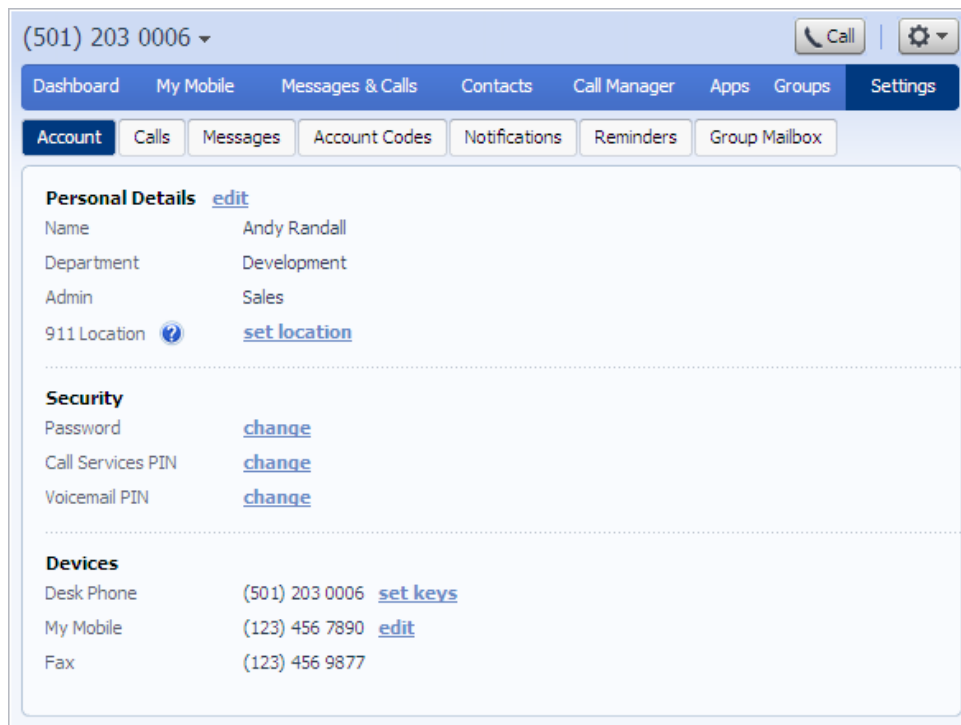 (501) 203 0006 Call
Dashboard My Mobile Messages & Calls Contacts Call Manager Apps Groups Settings
Account Calls Messages Account Codes Notifications Reminders Group Mailbox
Personal Details edit
Name Andy Randall
Department Development
Admin Sales
911 Location ? set location
Security
Password change
Call Services PIN change
Voicemail PIN change
Devices
Desk Phone (501) 203 0006 set keys
My Mobile (123) 456 7890 edit
Fax (123) 456 9877